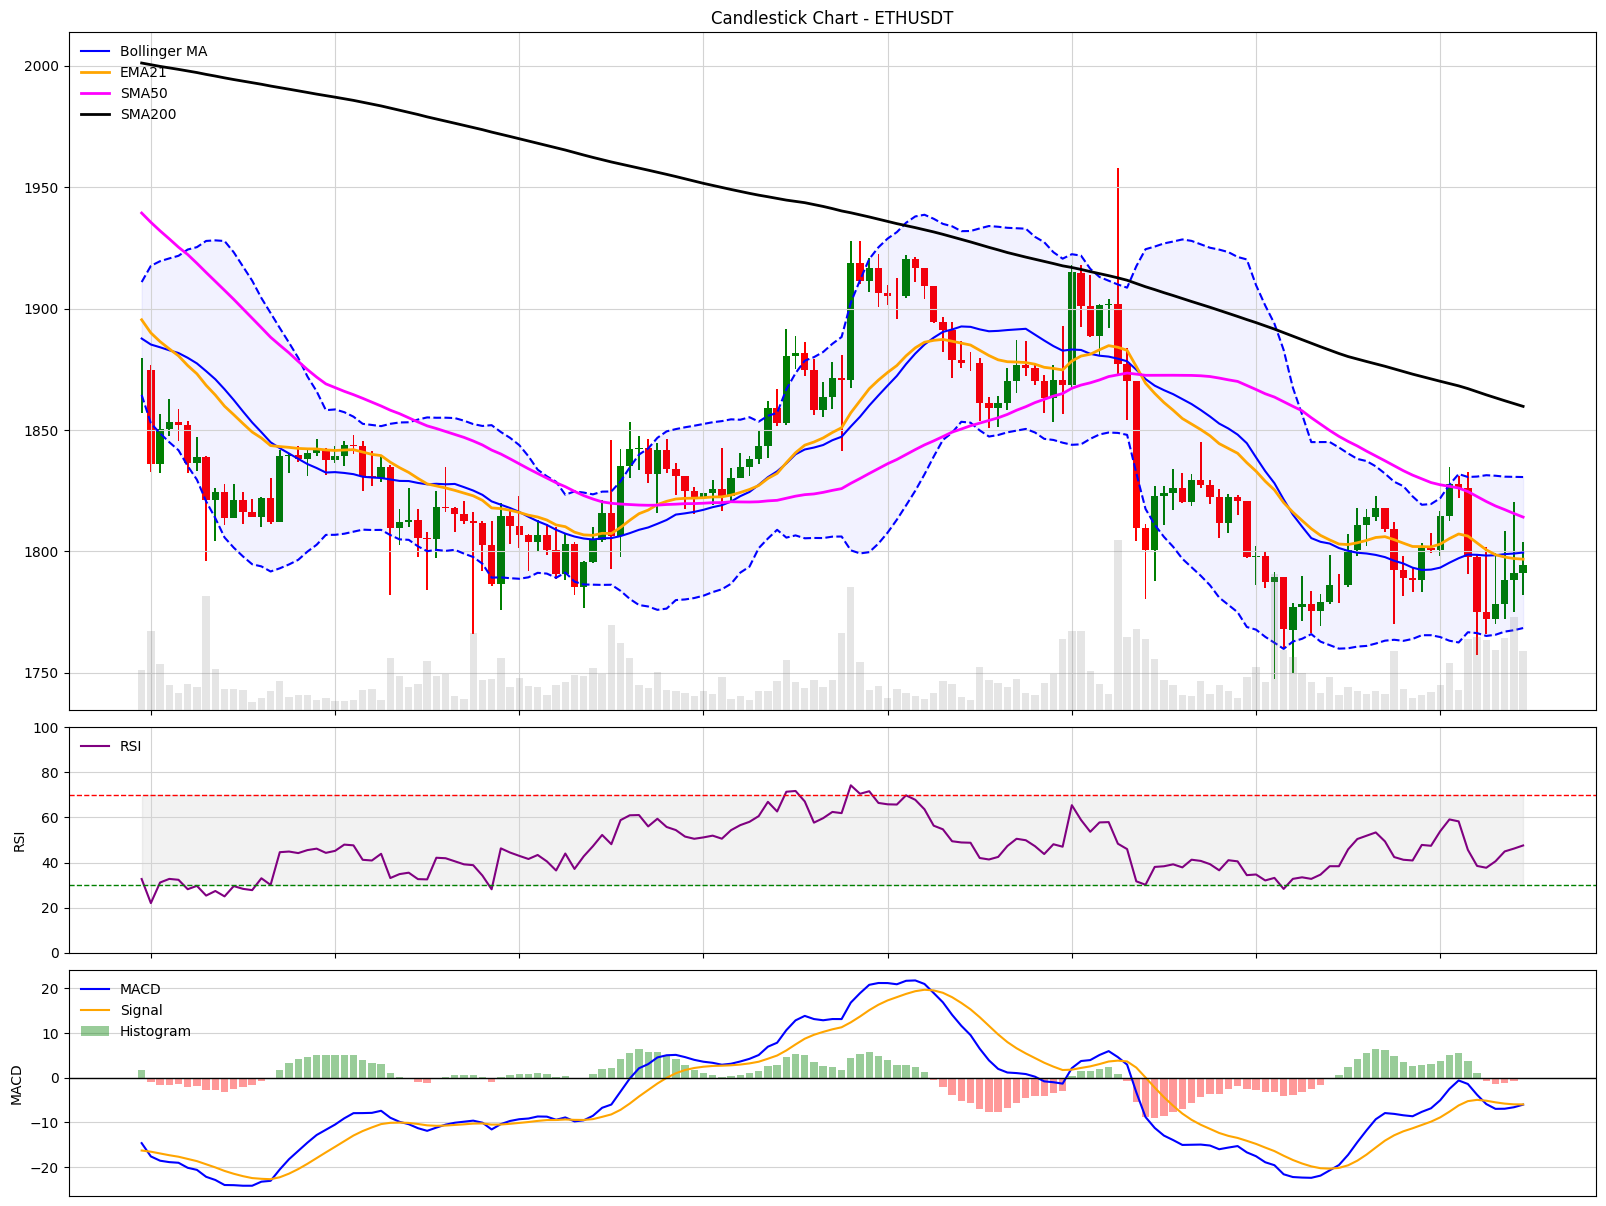 Candlestick Chart - ETHUSDT
Bollinger MA
EMA21
SMA50
SMA200
2000
1950
1900
1850
1800
1750
RSI
100
80
60
40
20
0
RSI
MACD
Signal
Histogram
20
10
0
−10
−20
MACD